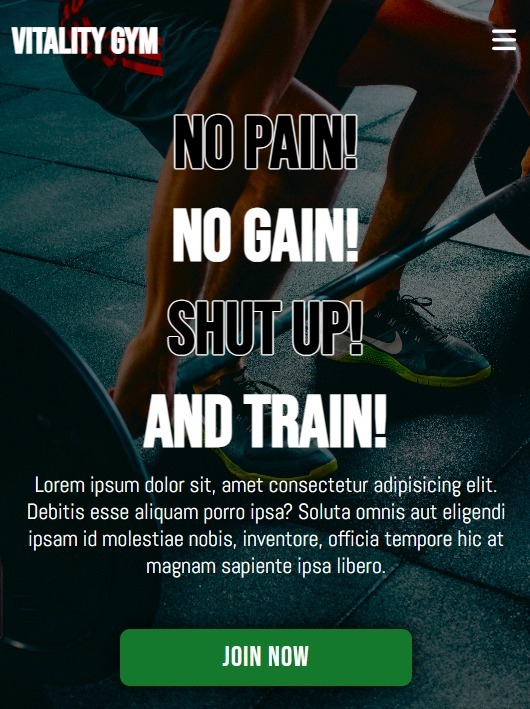 VITALITY GYM
NO PAIN!
NO GAIN!
SHUT UP!
AND TRAIN!
Lorem ipsum dolor sit, amet consectetur adipisicing elit.
Debitis esse aliquam porro ipsa? Soluta omnis aut eligendi
ipsam id molestiae nobis, inventore, officia tempore hic at
magnam sapiente ipsa libero.
JOIN NOW